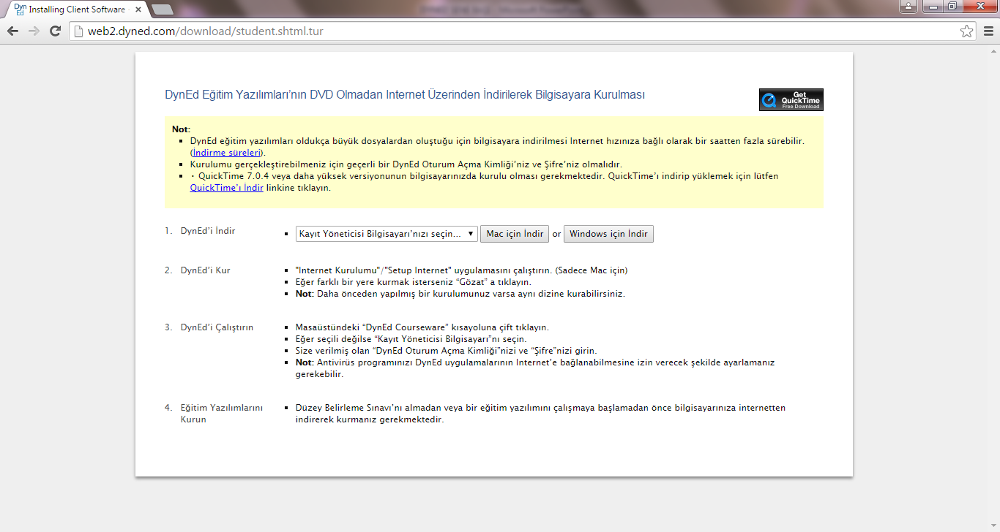 Installing Client Software
web2.dyned.com/download/student.shtml.tur
DynEd Eğitim Yazılımları’nın DVD Olmadan Internet Üzerinden İndirilerek Bilgisayara Kurulması
Get
QuickTime
Free Download
Not:
▪ DynEd eğitim yazılımları oldukça büyük dosyalardan oluştuğu için bilgisayara indirilmesi Internet hızınıza bağlı olarak bir saatten fazla sürebilir.
(İndirme süreleri).
▪ Kurulumu gerçekleştirebilmeniz için geçerli bir DynEd Oturum Açma Kimliği’niz ve Şifre’niz olmalıdır.
▪ · QuickTime 7.0.4 veya daha yüksek versiyonunun bilgisayarınızda kurulu olması gerekmektedir. QuickTime’ı indirip yüklemek için lütfen
QuickTime’ı İndir linkine tıklayın.
1. DynEd’i İndir
▪ Kayıt Yöneticisi Bilgisayarı’nızı seçin... Mac için İndir or Windows için İndir
2. DynEd’i Kur
▪ "Internet Kurulumu"/"Setup Internet" uygulamasını çalıştırın. (Sadece Mac için)
▪ Eğer farklı bir yere kurmak isterseniz “Gözat” a tıklayın.
▪ Not: Daha önceden yapılmış bir kurulumunuz varsa aynı dizine kurabilirsiniz.
3. DynEd’i Çalıştırın
▪ Masaüstündeki “DynEd Courseware” kısayoluna çift tıklayın.
▪ Eğer seçili değilse “Kayıt Yöneticisi Bilgisayarı”nı seçin.
▪ Size verilmiş olan “DynEd Oturum Açma Kimliği”nizi ve “Şifre”nizi girin.
▪ Not: Antivirüs programınızı DynEd uygulamalarının Internet’e bağlanabilmesine izin verecek şekilde ayarlamanız
gerekebilir.
4. Eğitim Yazılımlarını
Kurun
▪ Düzey Belirleme Sınavı’nı almadan veya bir eğitim yazılımını çalışmaya başlamadan önce bilgisayarınıza internetten
indirerek kurmanız gerekmektedir.